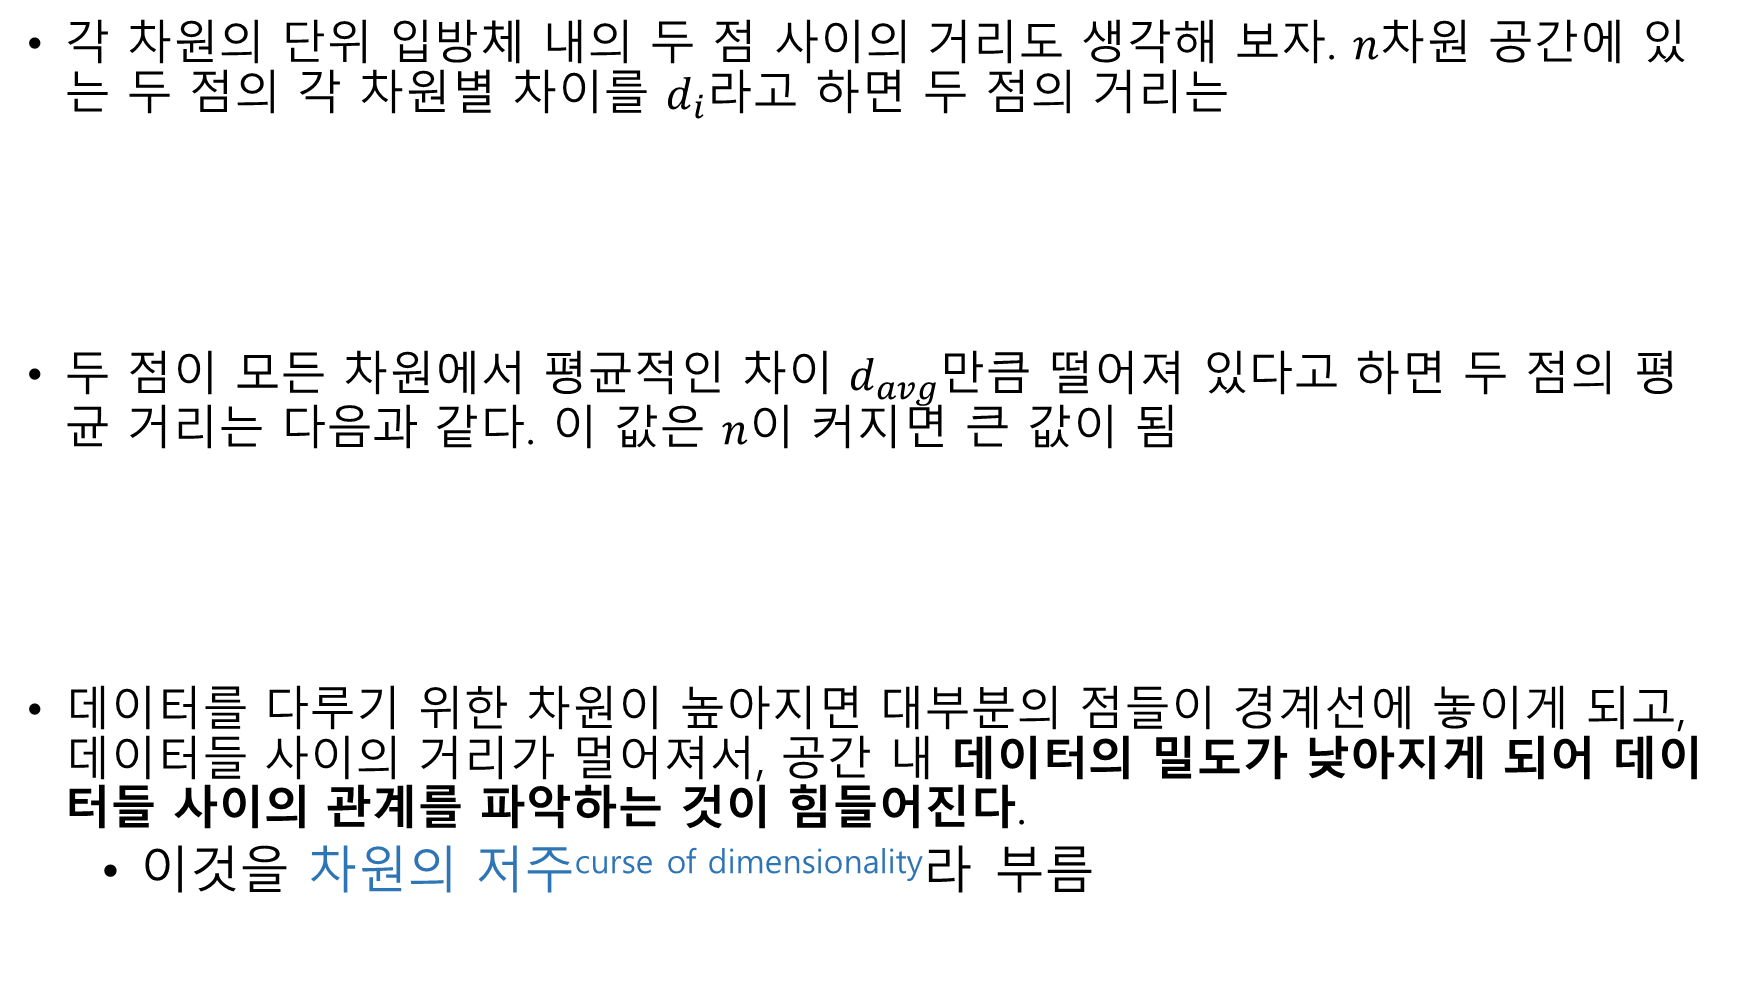 • 각 차원의 단위 입방체 내의 두 점 사이의 거리도 생각해 보자. n차원 공간에 있
는 두 점의 각 차원별 차이를 dᵢ라고 하면 두 점의 거리는
• 두 점이 모든 차원에서 평균적인 차이 d_avg만큼 떨어져 있다고 하면 두 점의 평
균 거리는 다음과 같다. 이 값은 n이 커지면 큰 값이 됨
• 데이터를 다루기 위한 차원이 높아지면 대부분의 점들이 경계선에 놓이게 되고,
데이터들 사이의 거리가 멀어져서, 공간 내 데이터의 밀도가 낮아지게 되어 데이
터들 사이의 관계를 파악하는 것이 힘들어진다.
• 이것을 차원의 저주curse of dimensionality라 부름